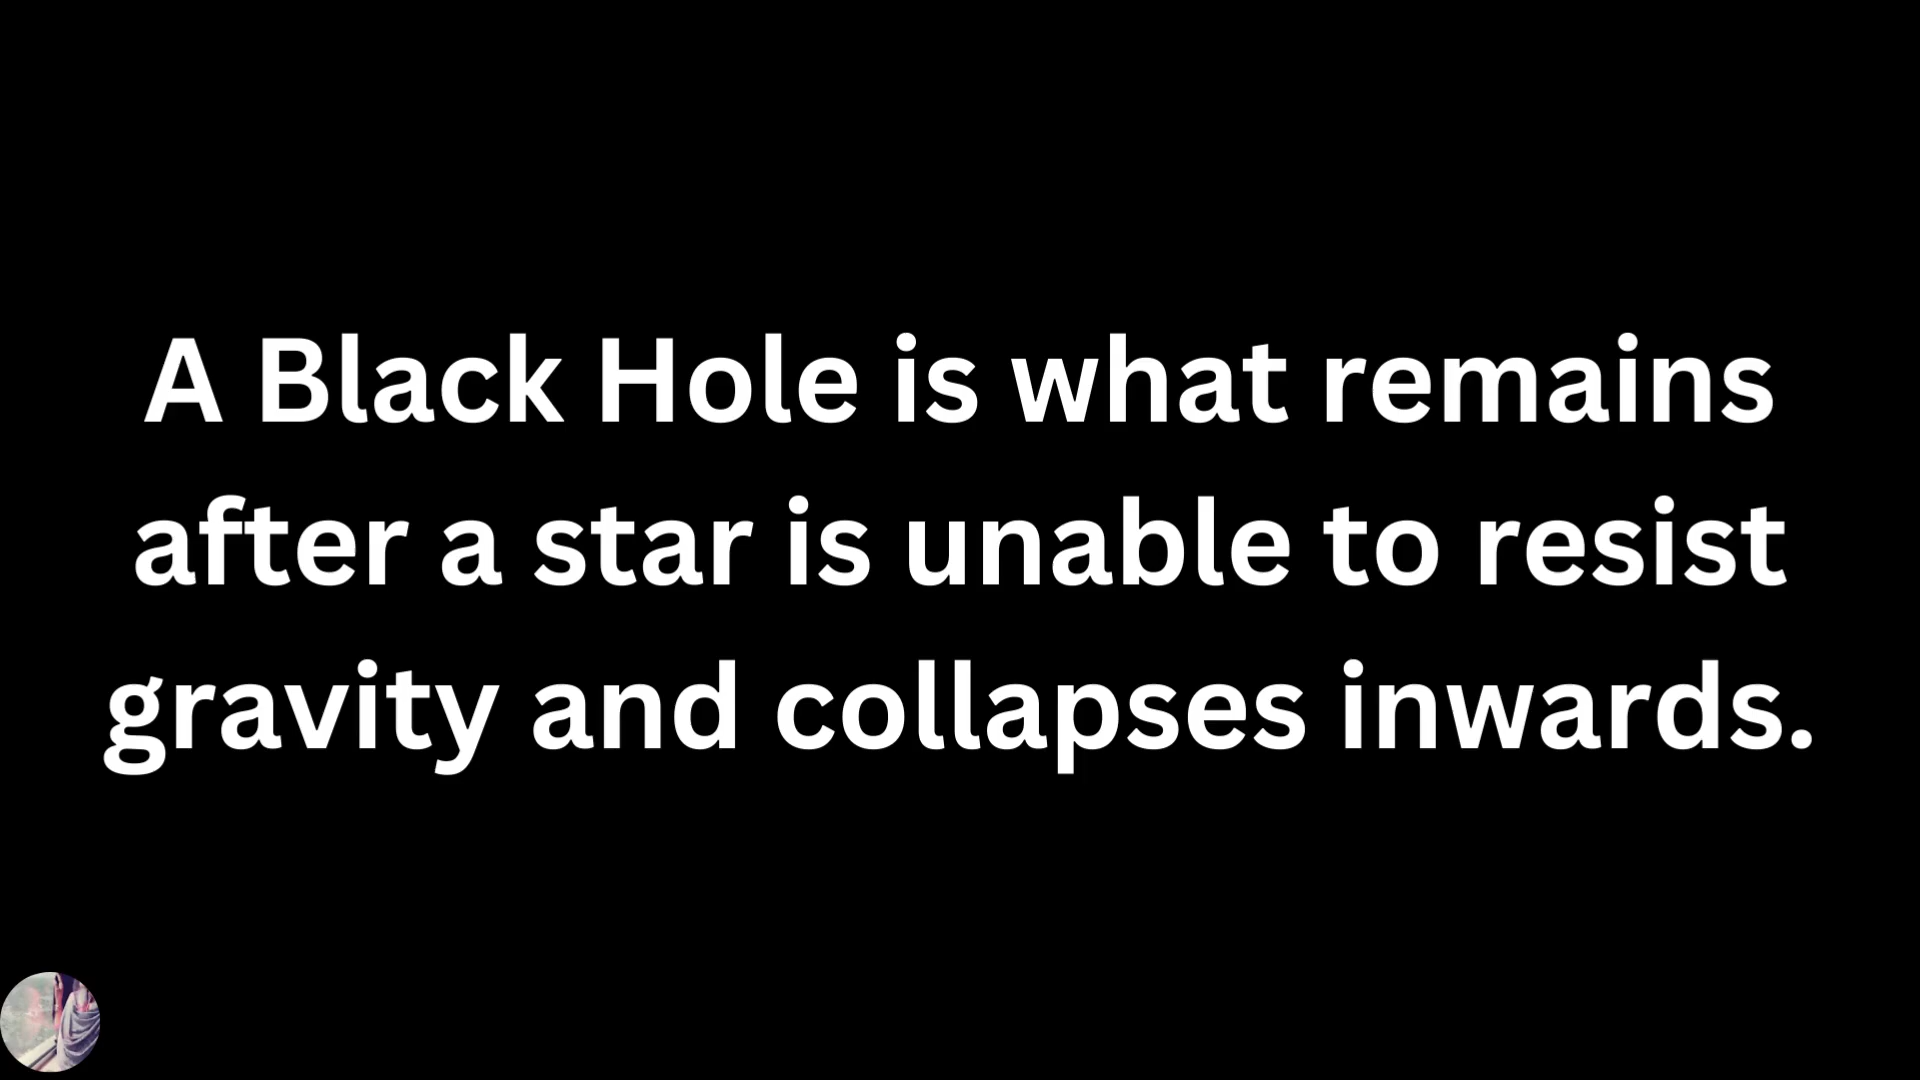 A Black Hole is what remains
after a star is unable to resist
gravity and collapses inwards.